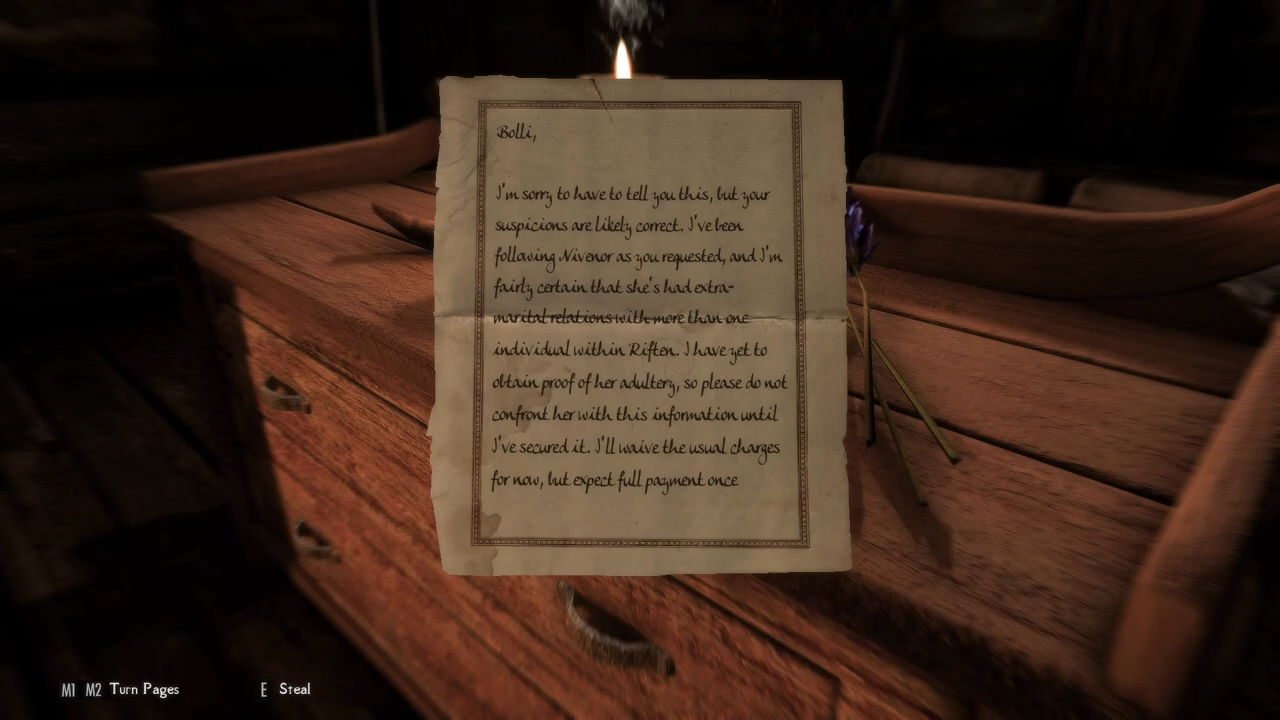 Bolli,
I'm sorry to have to tell you this, but your
suspicions are likely correct. I've been
following Nivenor as you requested, and I'm
fairly certain that she's had extra-
marital relations with more than one
individual within Riften. I have yet to
obtain proof of her adultery, so please do not
confront her with this information until
I've secured it. I'll waive the usual charges
for now, but expect full payment once
M1 M2 Turn Pages
E Steal